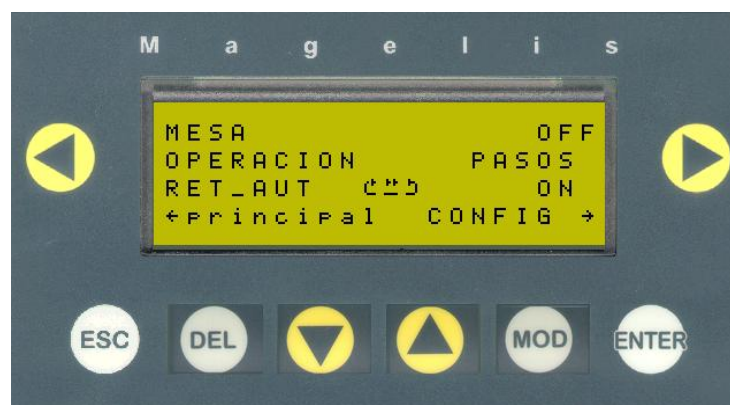 Magelis
MESA OFF
OPERACION PASOS
RET_AUT ON
←principal CONFIG →
ESC DEL MOD ENTER